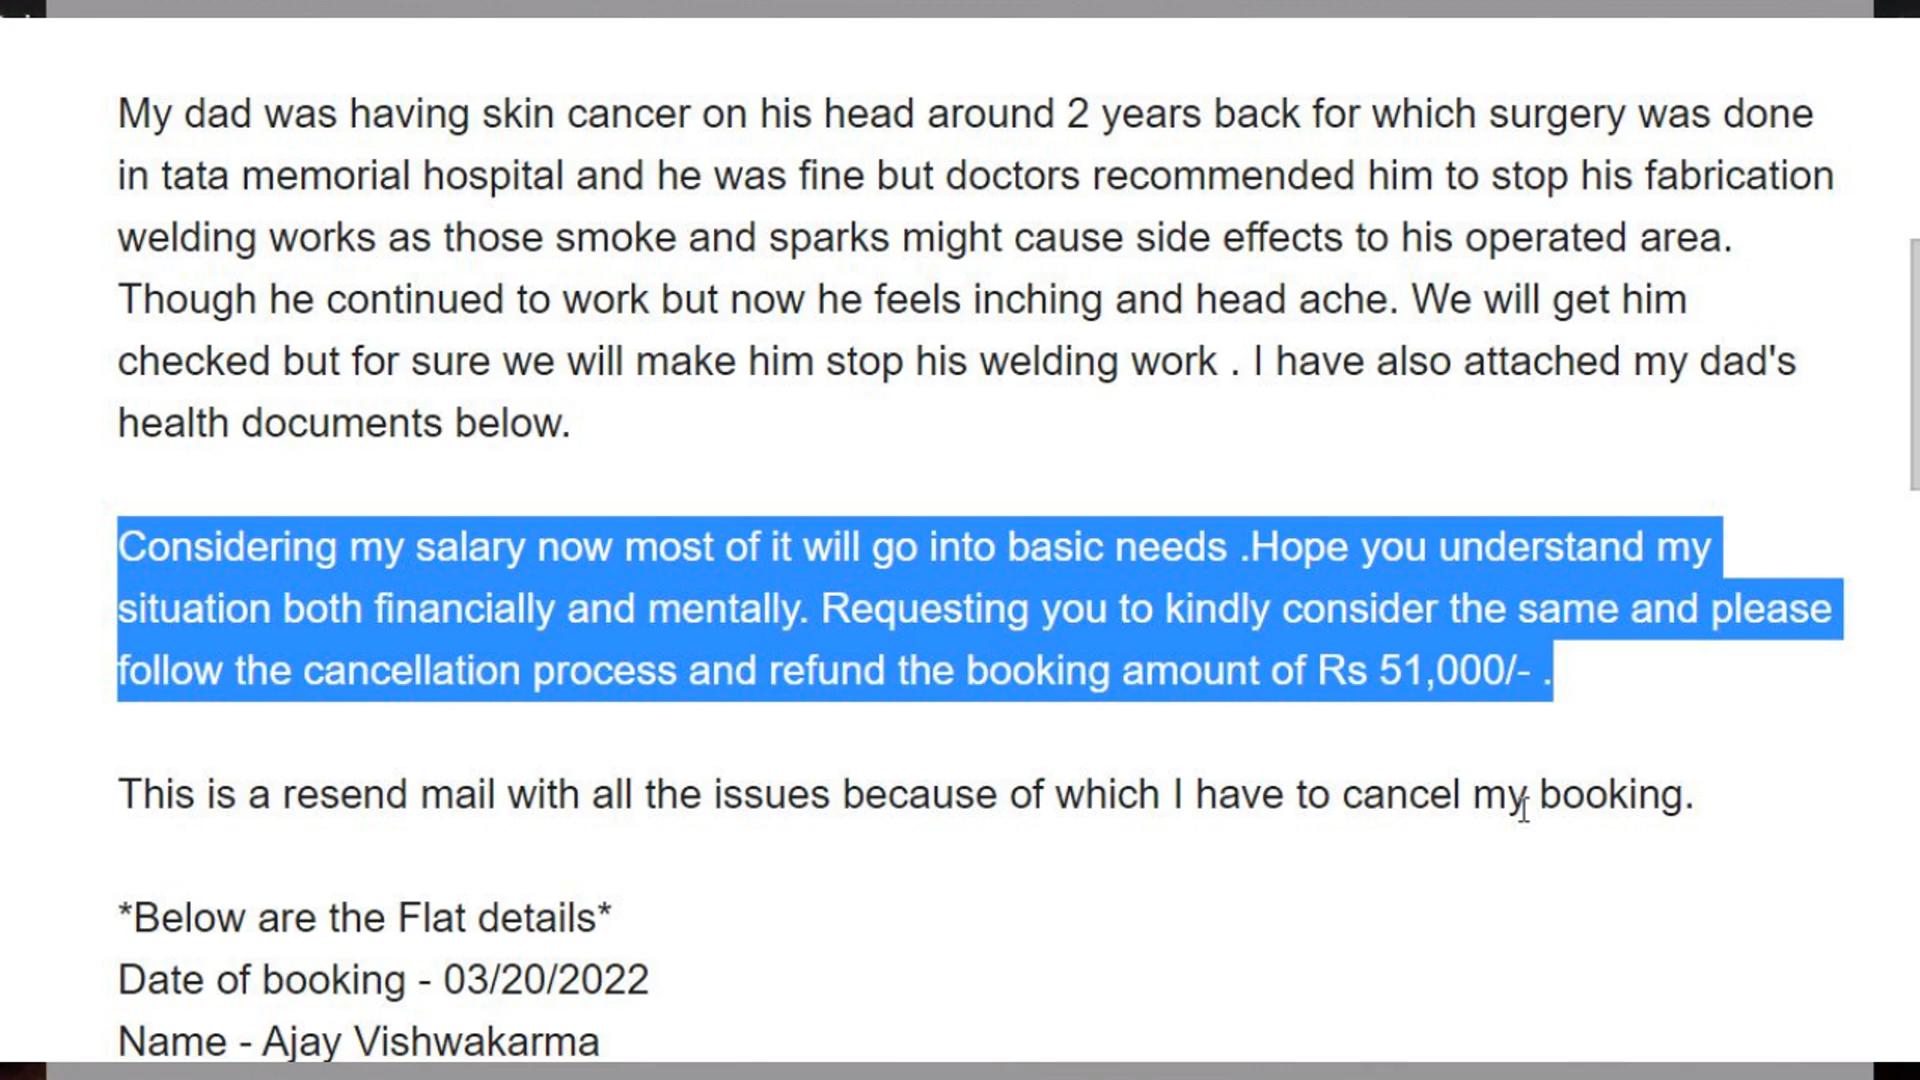 My dad was having skin cancer on his head around 2 years back for which surgery was done
in tata memorial hospital and he was fine but doctors recommended him to stop his fabrication
welding works as those smoke and sparks might cause side effects to his operated area.
Though he continued to work but now he feels inching and head ache. We will get him
checked but for sure we will make him stop his welding work . I have also attached my dad's
health documents below.
Considering my salary now most of it will go into basic needs .Hope you understand my
situation both financially and mentally. Requesting you to kindly consider the same and please
follow the cancellation process and refund the booking amount of Rs 51,000/- .
This is a resend mail with all the issues because of which I have to cancel my booking.
*Below are the Flat details*
Date of booking - 03/20/2022
Name - Ajay Vishwakarma